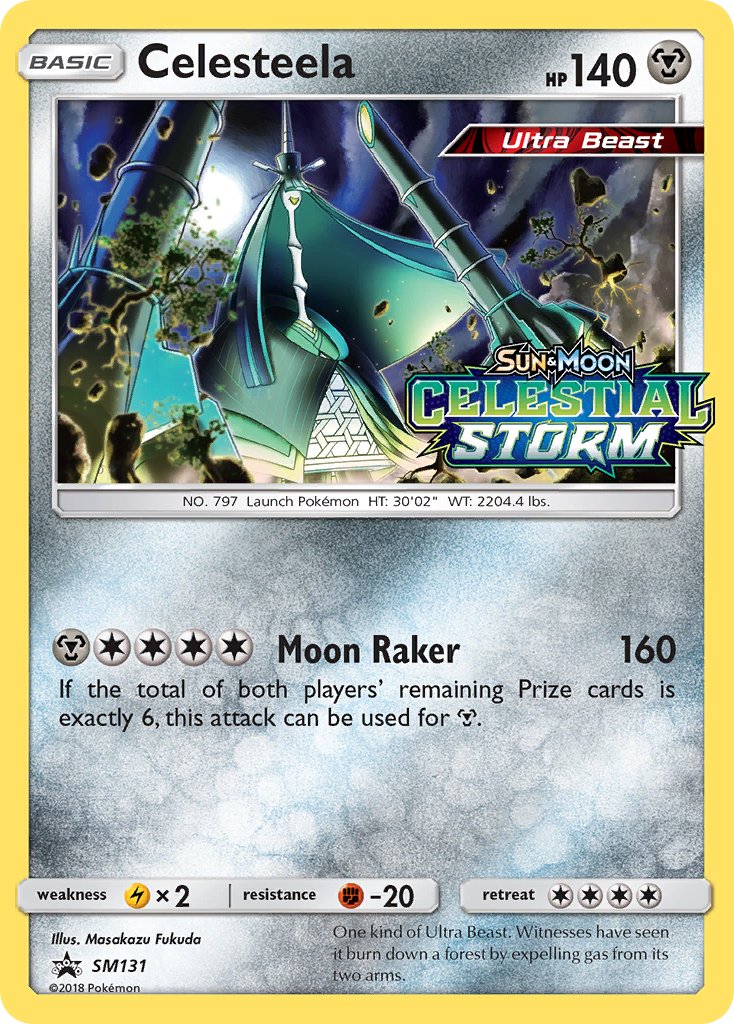 BASIC Celesteela HP 140
Ultra Beast
SUN & MOON
CELESTIAL
STORM
NO. 797 Launch Pokémon HT: 30'02" WT: 2204.4 lbs.
Moon Raker 160
If the total of both players' remaining Prize cards is
exactly 6, this attack can be used for .
weakness × 2 resistance -20 retreat
Illus. Masakazu Fukuda
SM131
©2018 Pokémon
One kind of Ultra Beast. Witnesses have seen
it burn down a forest by expelling gas from its
two arms.